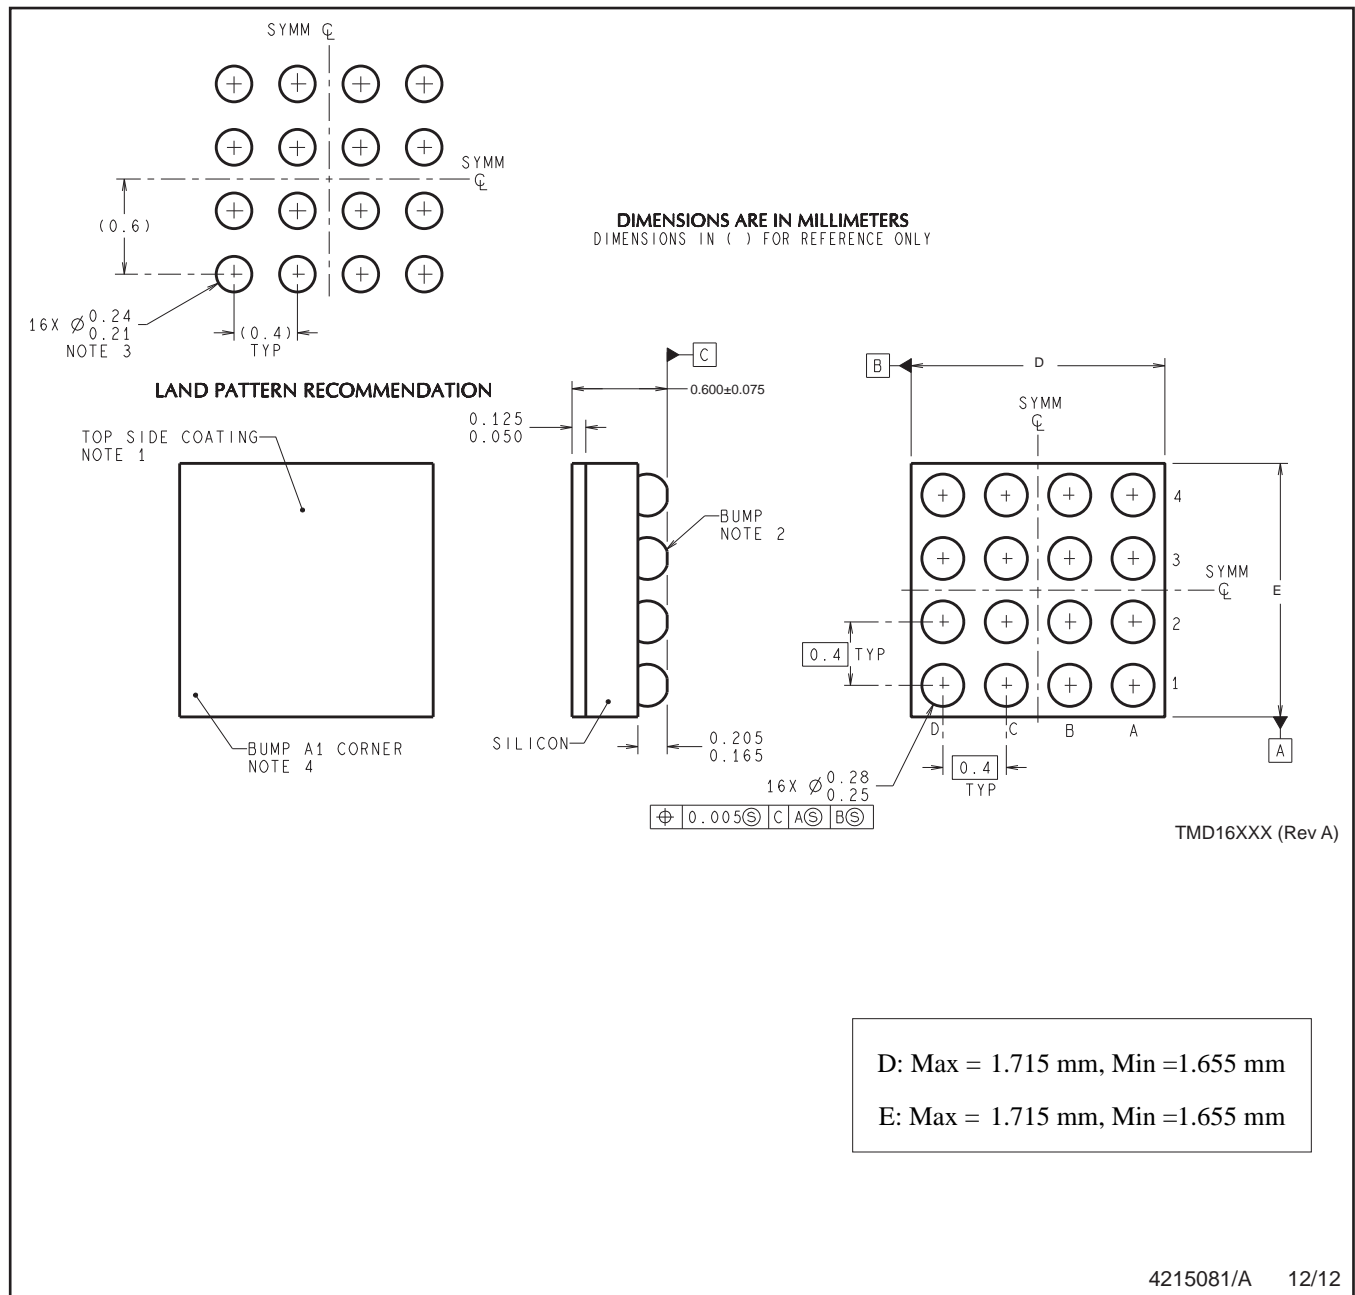 SYMM ℄
SYMM
℄
(0.6)
DIMENSIONS ARE IN MILLIMETERS
DIMENSIONS IN ( ) FOR REFERENCE ONLY
16X ∅0.24
0.21
NOTE 3
(0.4)
TYP
LAND PATTERN RECOMMENDATION
C
0.600±0.075
B
D
0.125
0.050
SYMM
℄
TOP SIDE COATING
NOTE 1
BUMP
NOTE 2
4
3
SYMM
℄
E
2
0.4 TYP
1
BUMP A1 CORNER
NOTE 4
SILICON
0.205
0.165
D C B A
A
0.4
TYP
16X ∅0.28
0.25
⌖ 0.005Ⓢ C AⓈ BⓈ
TMD16XXX (Rev A)
D: Max = 1.715 mm, Min =1.655 mm
E: Max = 1.715 mm, Min =1.655 mm
4215081/A 12/12